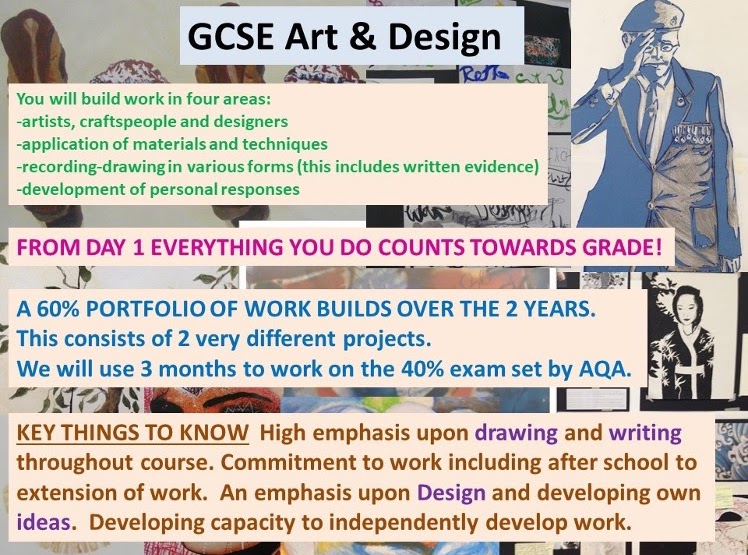 GCSE Art & Design
You will build work in four areas:
-artists, craftspeople and designers
-application of materials and techniques
-recording-drawing in various forms (this includes written evidence)
-development of personal responses
FROM DAY 1 EVERYTHING YOU DO COUNTS TOWARDS GRADE!
A 60% PORTFOLIO OF WORK BUILDS OVER THE 2 YEARS.
This consists of 2 very different projects.
We will use 3 months to work on the 40% exam set by AQA.
KEY THINGS TO KNOW High emphasis upon drawing and writing
throughout course. Commitment to work including after school to
extension of work. An emphasis upon Design and developing own
ideas. Developing capacity to independently develop work.